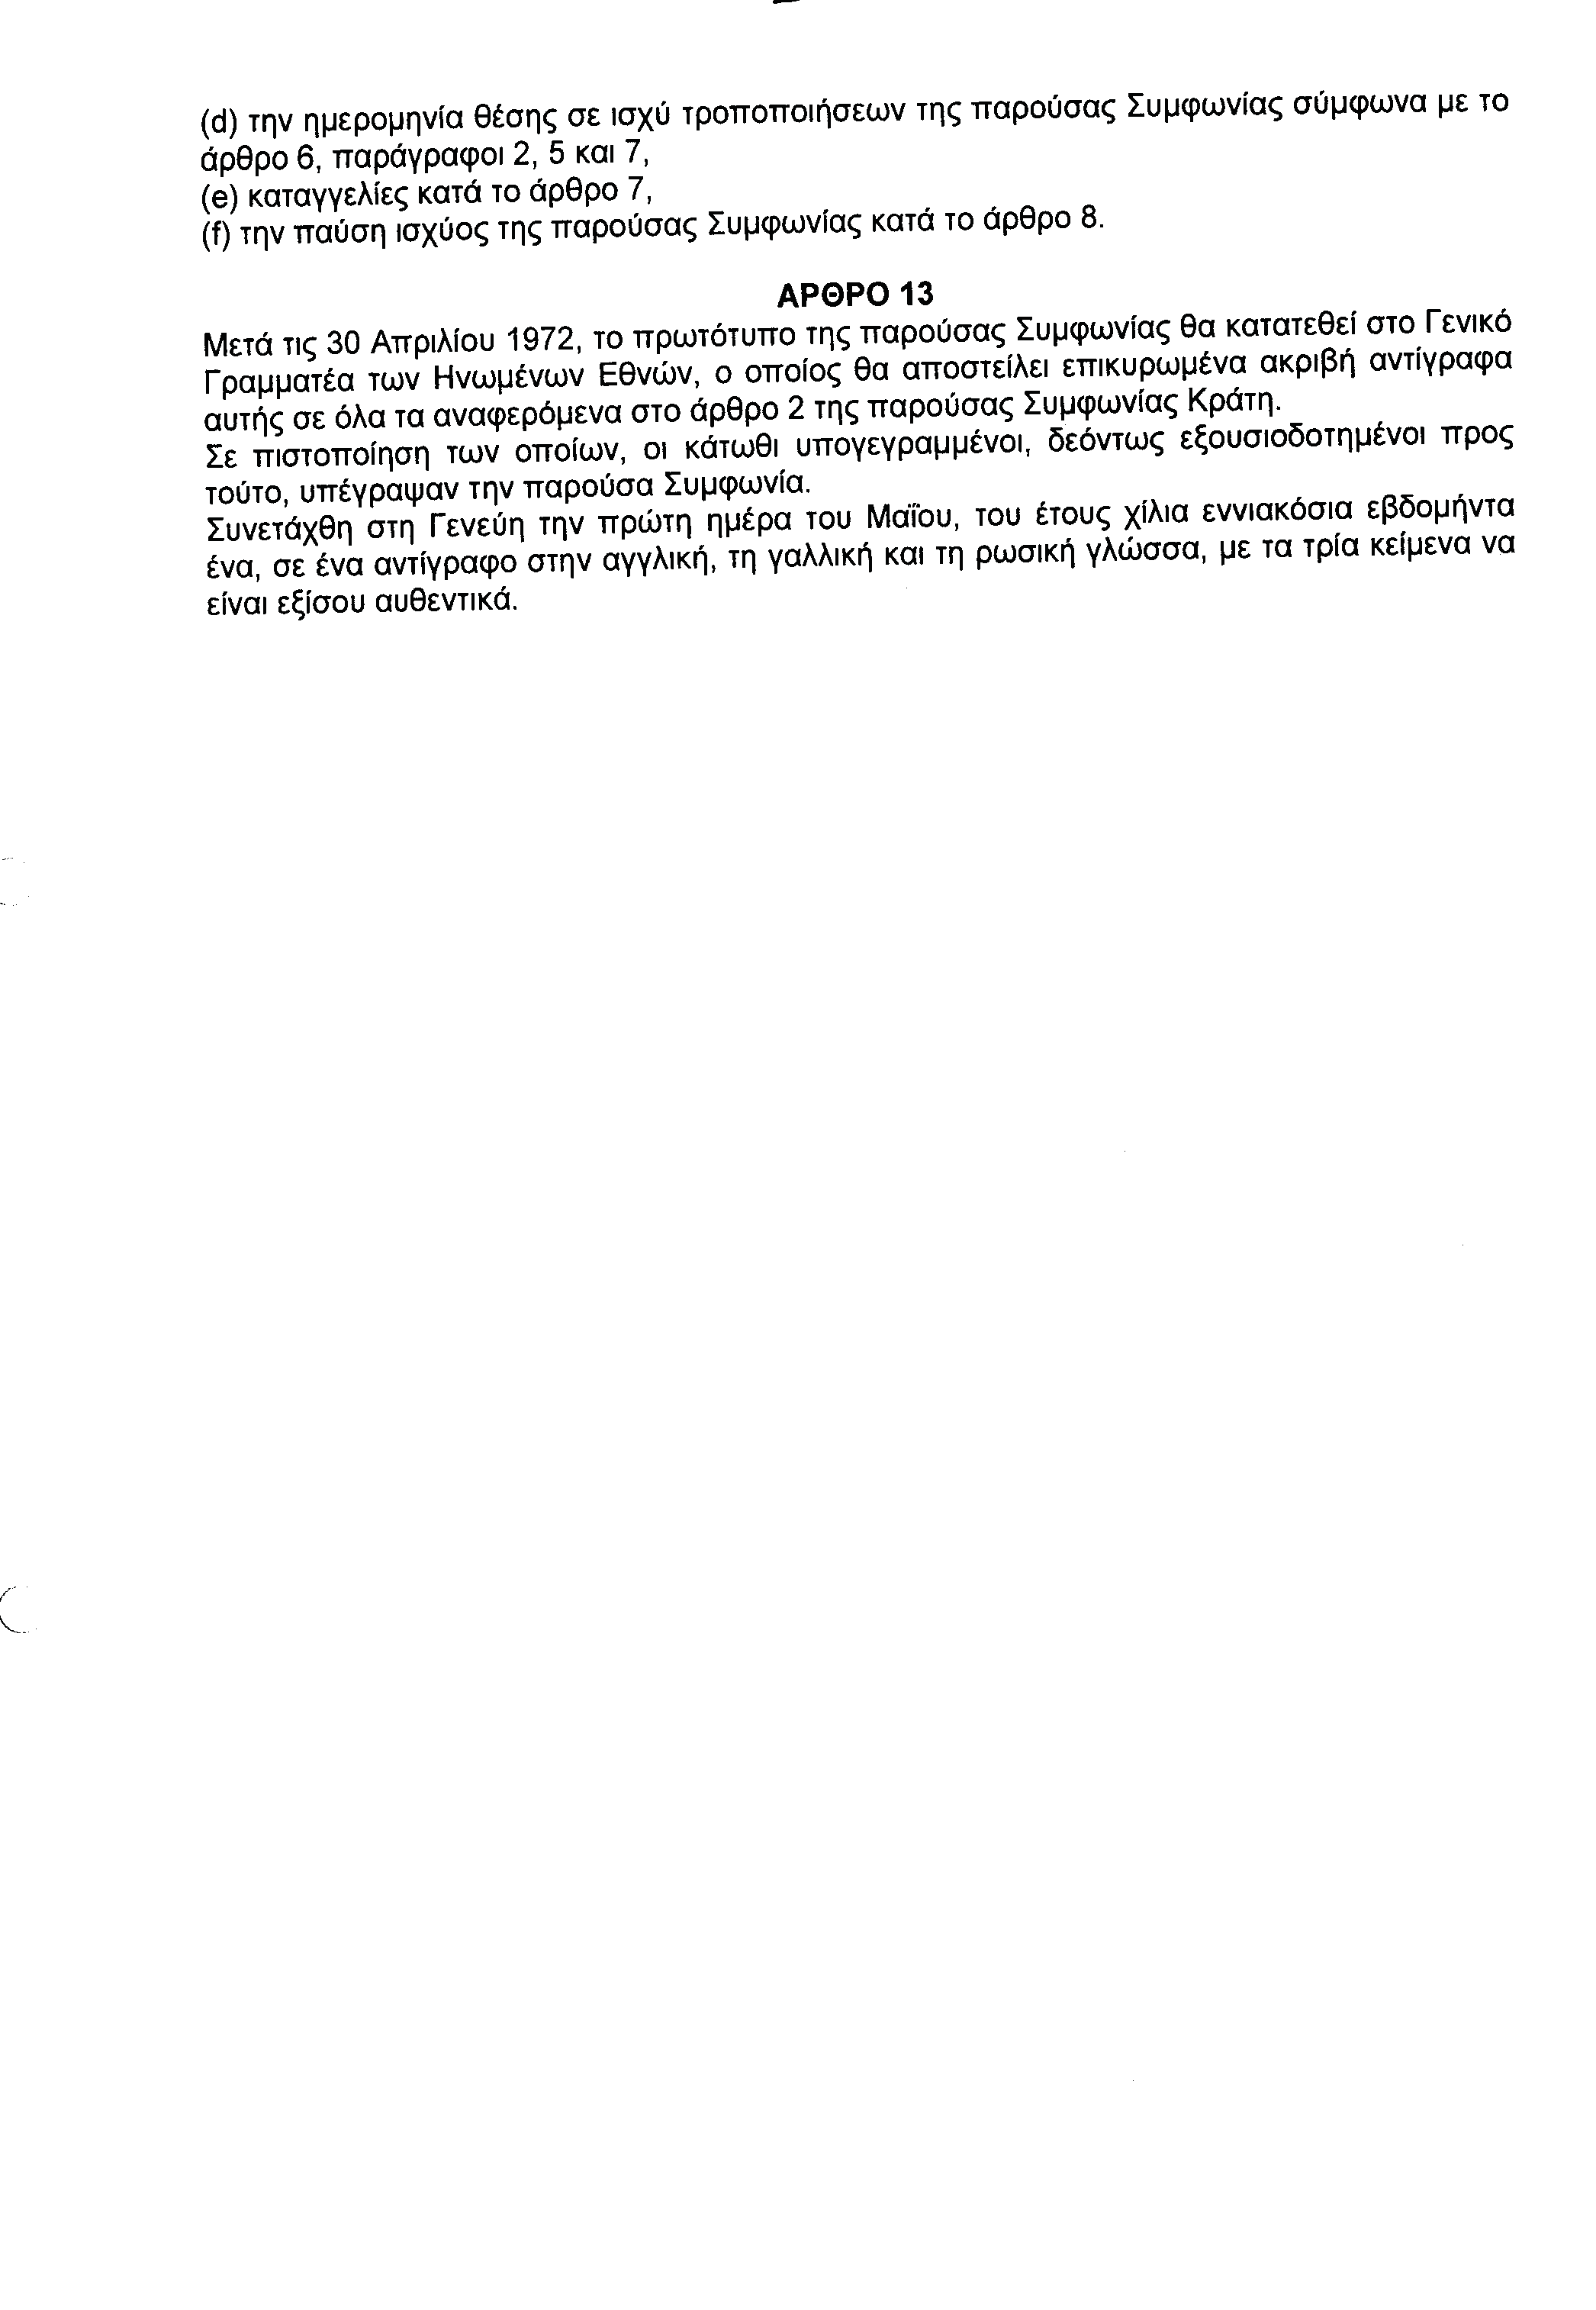 (d) την ημερομηνία θέσης σε ισχύ τροποποιήσεων της παρούσας Συμφωνίας σύμφωνα με το
άρθρο 6, παράγραφοι 2, 5 και 7,
(e) καταγγελίες κατά το άρθρο 7,
(f) την παύση ισχύος της παρούσας Συμφωνίας κατά το άρθρο 8.
ΑΡΘΡΟ 13
Μετά τις 30 Απριλίου 1972, το πρωτότυπο της παρούσας Συμφωνίας θα κατατεθεί στο Γενικό
Γραμματέα των Ηνωμένων Εθνών, ο οποίος θα αποστείλει επικυρωμένα ακριβή αντίγραφα
αυτής σε όλα τα αναφερόμενα στο άρθρο 2 της παρούσας Συμφωνίας Κράτη.
Σε πιστοποίηση των οποίων, οι κάτωθι υπογεγραμμένοι, δεόντως εξουσιοδοτημένοι προς
τούτο, υπέγραψαν την παρούσα Συμφωνία.
Συνετάχθη στη Γενεύη την πρώτη ημέρα του Μαΐου, του έτους χίλια εννιακόσια εβδομήντα
ένα, σε ένα αντίγραφο στην αγγλική, τη γαλλική και τη ρωσική γλώσσα, με τα τρία κείμενα να
είναι εξίσου αυθεντικά.